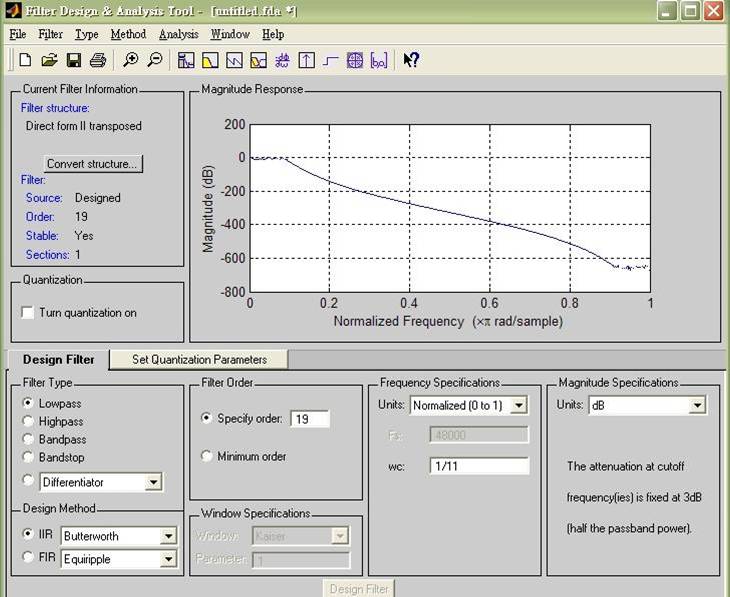 Filter Design & Analysis Tool - [untitled.fda *]
File Filter Type Method Analysis Window Help
Current Filter Information
Filter structure:
Direct form II transposed
Convert structure...
Filter:
Source: Designed
Order: 19
Stable: Yes
Sections: 1
Quantization
Turn quantization on
Magnitude Response
200
0
-200
-400
-600
-800
Magnitude (dB)
0 0.2 0.4 0.6 0.8 1
Normalized Frequency (×π rad/sample)
Design Filter
Set Quantization Parameters
Filter Type
Lowpass
Highpass
Bandpass
Bandstop
Differentiator
Design Method
IIR Butterworth
FIR Equiripple
Filter Order
Specify order: 19
Minimum order
Window Specifications
Window: Kaiser
Parameter: 1
Frequency Specifications
Units: Normalized (0 to 1)
Fs: 48000
wc: 1/11
Magnitude Specifications
Units: dB
The attenuation at cutoff
frequency(ies) is fixed at 3dB
(half the passband power).
Design Filter